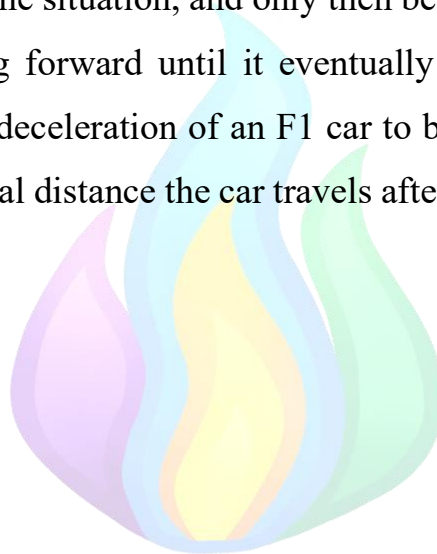 situation, and only then be
forward until it eventually
deceleration of an F1 car to b
al distance the car travels afte